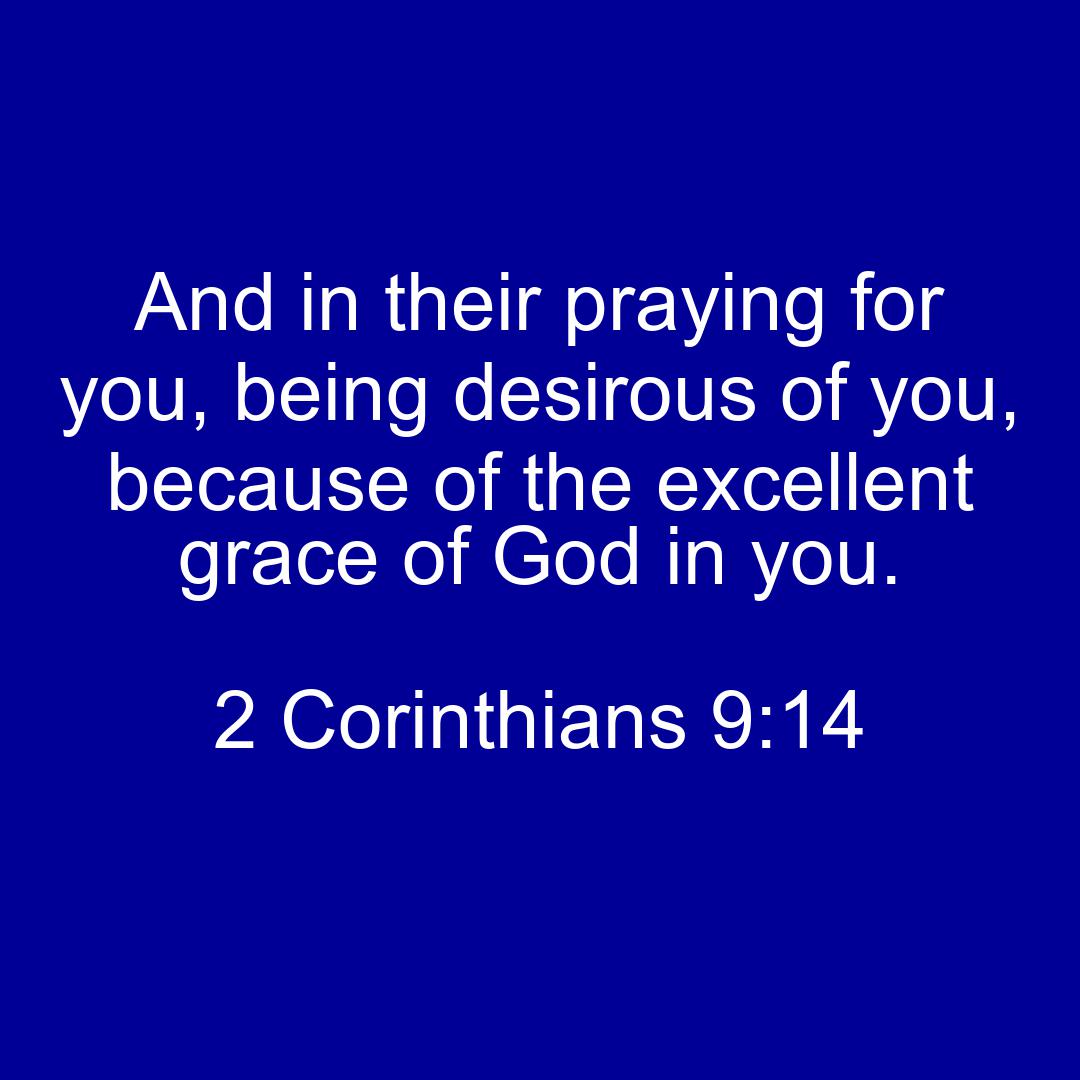 And in their praying for
you, being desirous of you,
because of the excellent
grace of God in you.
2 Corinthians 9:14